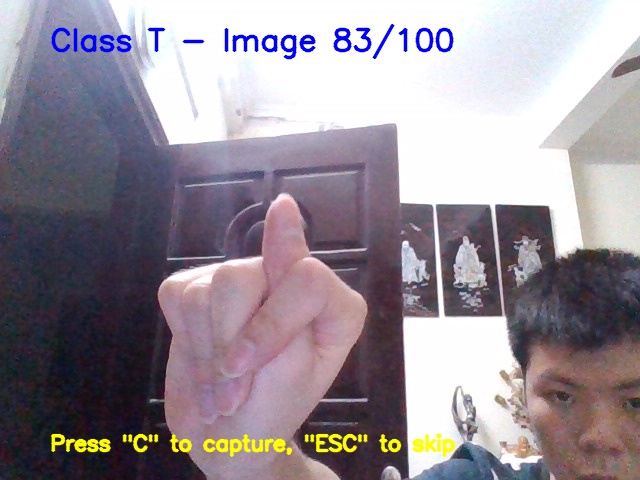 Class T - Image 83/100
Press "C" to capture, "ESC" to skip